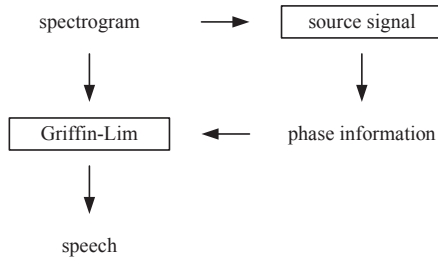 spectrogram
source signal
Griffin-Lim
phase information
speech